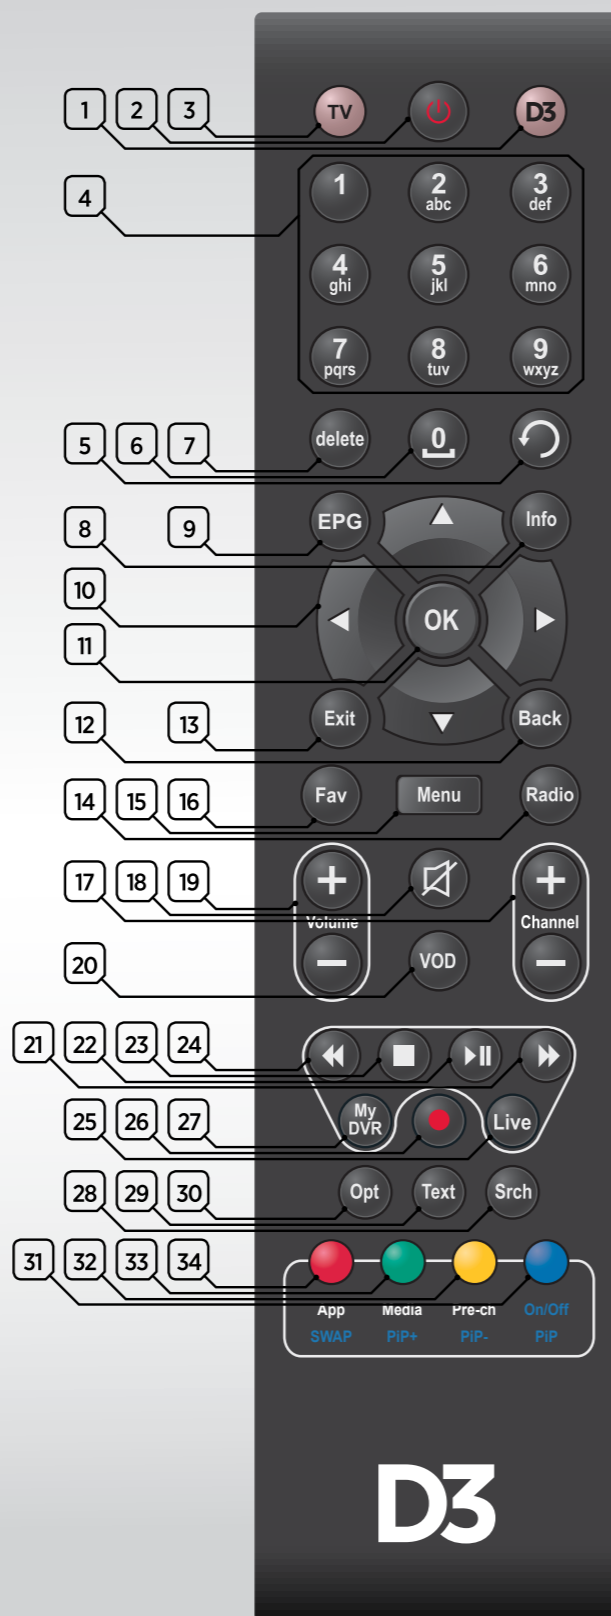 1 2 3 TV D3
4 1 2 3
abc def
4 5 6
ghi jkl mno
7 8 9
pqrs tuv wxyz
5 6 7 delete 0
8 9 EPG Info
10
11 OK
12 13 Exit Back
14 15 16 Fav Menu Radio
17 18 19 + +
Volume Channel
20 − VOD −
21 22 23 24
25 26 27 My
DVR Live
28 29 30 Opt Text Srch
31 32 33 34
App Media Pre-ch On/Off
SWAP PiP+ PiP- PiP
D3